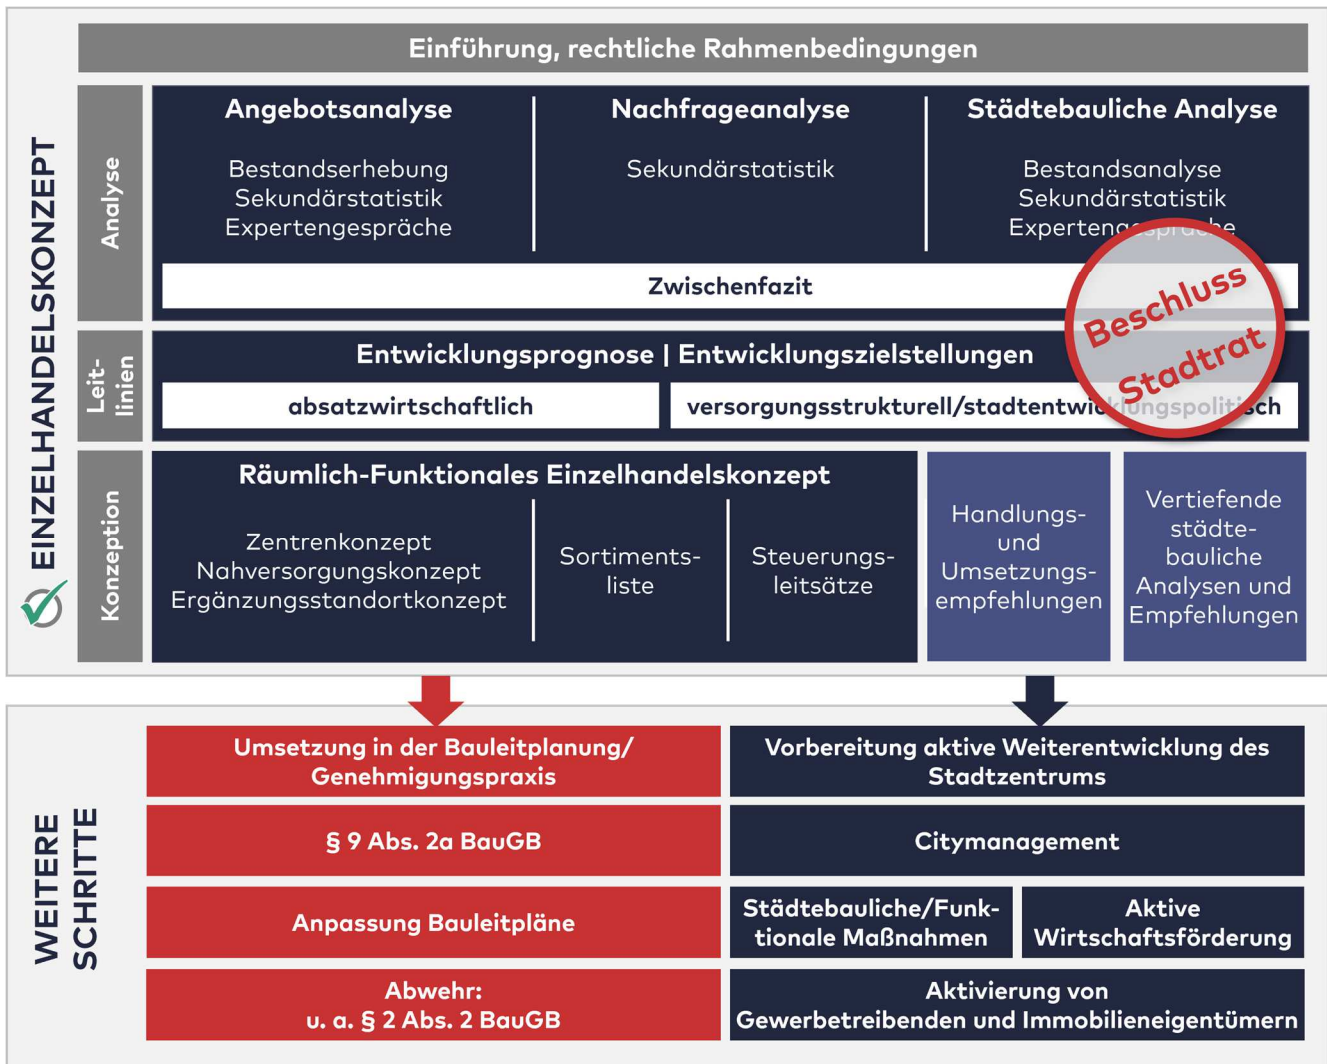 Einführung, rechtliche Rahmenbedingungen
EINZELHANDELSKONZEPT
Analyse
Angebotsanalyse
Bestandserhebung
Sekundärstatistik
Expertengespräche
Nachfrageanalyse
Sekundärstatistik
Städtebauliche Analyse
Bestandsanalyse
Sekundärstatistik
Expertengespräche
Zwischenfazit
Beschluss
Stadtrat
Leit-
linien
Entwicklungsprognose | Entwicklungszielstellungen
absatzwirtschaftlich
versorgungsstrukturell/stadtentwicklungspolitisch
Konzeption
Räumlich-Funktionales Einzelhandelskonzept
Zentrenkonzept
Nahversorgungskonzept
Ergänzungsstandortkonzept
Sortiments-
liste
Steuerungs-
leitsätze
Handlungs-
und
Umsetzungs-
empfehlungen
Vertiefende
städte-
bauliche
Analysen und
Empfehlungen
WEITERE
SCHRITTE
Umsetzung in der Bauleitplanung/
Genehmigungspraxis
§ 9 Abs. 2a BauGB
Anpassung Bauleitpläne
Abwehr:
u. a. § 2 Abs. 2 BauGB
Vorbereitung aktive Weiterentwicklung des
Stadtzentrums
Citymanagement
Städtebauliche/Funk-
tionale Maßnahmen
Aktive
Wirtschaftsförderung
Aktivierung von
Gewerbetreibenden und Immobilieneigentümern